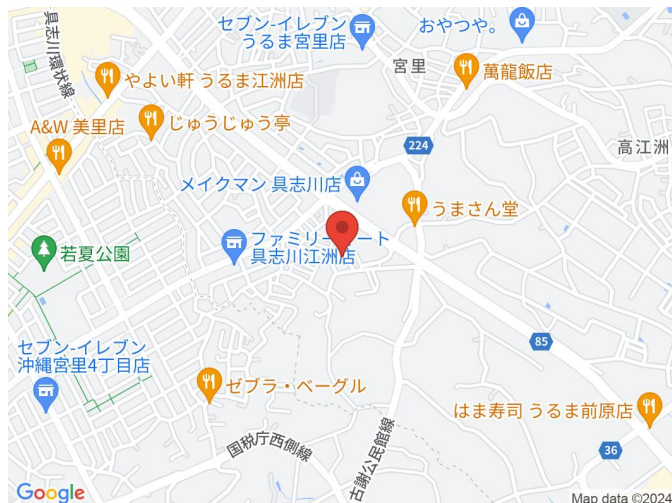 具志川環状線
セブン-イレブン
うるま宮里店
おやつや。
宮里
萬龍飯店
やよい軒 うるま江洲店
じゅうじゅう亭
A&W 美里店
224
高江洲
メイクマン 具志川店
うまさん堂
ファミリーマート
具志川江洲店
若夏公園
85
セブン-イレブン
沖縄宮里4丁目店
ゼブラ・ベーグル
はま寿司 うるま前原店
国税庁西側線
古謝公民館線
36
Google
Map data ©2024